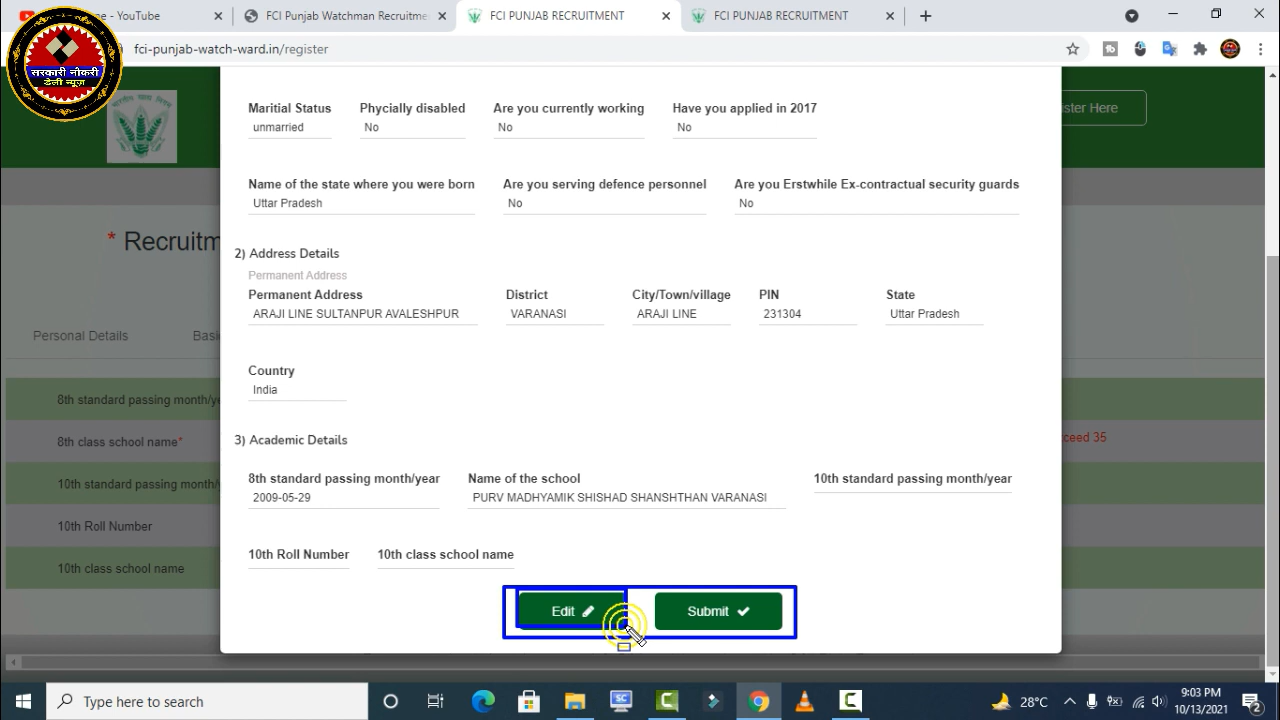 e - YouTube
FCI Punjab Watchman Recruitme
FCI PUNJAB RECRUITMENT
FCI PUNJAB RECRUITMENT
fci-punjab-watch-ward.in/register
सरकारी नौकरी
डेली न्यूज़
gister Here
Maritial Status Phycially disabled Are you currently working Have you applied in 2017
unmarried No No No
Name of the state where you were born Are you serving defence personnel Are you Erstwhile Ex-contractual security guards
Uttar Pradesh No No
* Recruitm
2) Address Details
Permanent Address
Permanent Address District City/Town/village PIN State
ARAJI LINE SULTANPUR AVALESHPUR VARANASI ARAJI LINE 231304 Uttar Pradesh
Personal Details Basi
Country
India
8th standard passing month/ye
8th class school name*
ceed 35
3) Academic Details
8th standard passing month/year Name of the school 10th standard passing month/year
10th standard passing month/y
2009-05-29 PURV MADHYAMIK SHISHAD SHANSHTHAN VARANASI
10th Roll Number
10th Roll Number 10th class school name
10th class school name
Edit Submit
Type here to search
SC
28°C
9:03 PM
10/13/2021
2